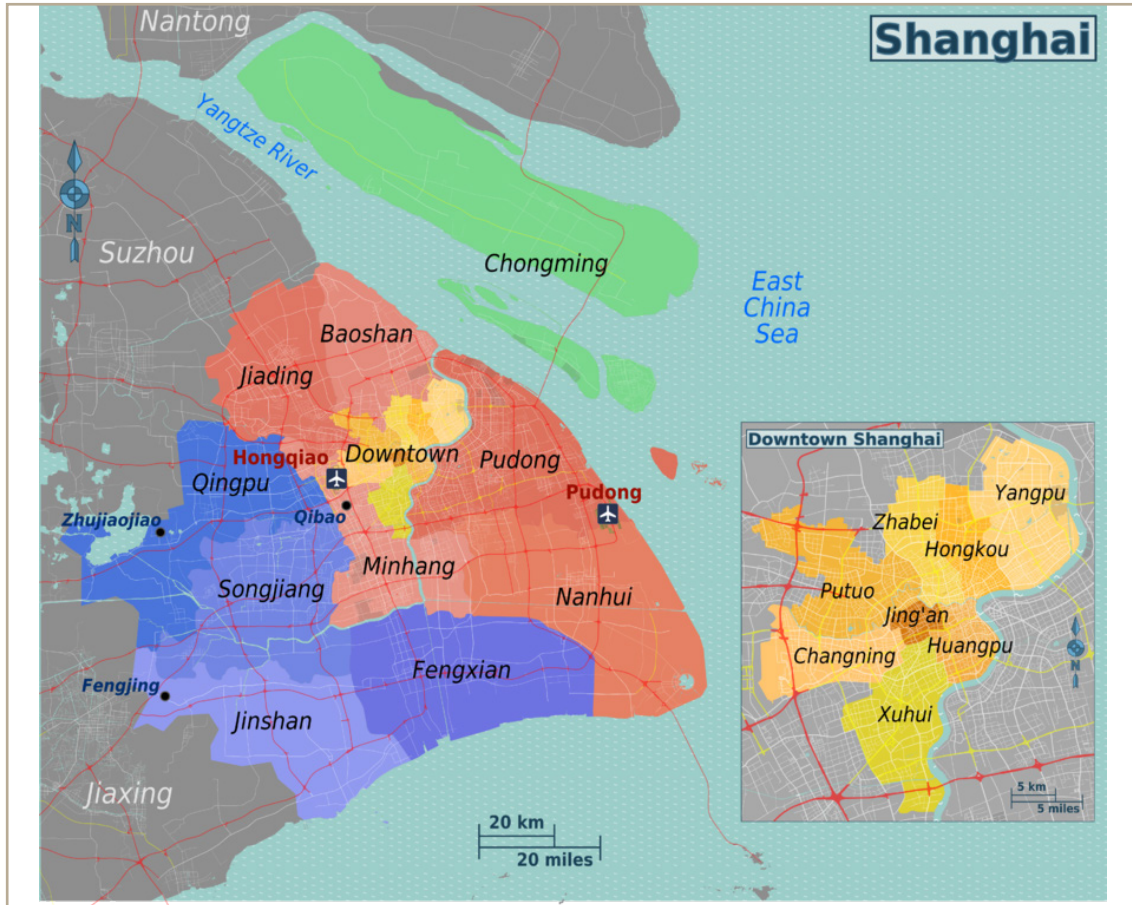 Nantong
Shanghai
Yangtze River
Suzhou
N
Chongming
East
China
Sea
Baoshan
Jiading
Downtown
Hongqiao
Pudong
Qingpu
Pudong
Zhujiaojiao
Qibao
Minhang
Songjiang
Nanhui
Fengxian
Fengjing
Jinshan
Jiaxing
20 km
20 miles
Downtown Shanghai
Yangpu
Zhabei
Hongkou
Putuo
Jing'an
Huangpu
Changning
N
Xuhui
5 km
5 miles